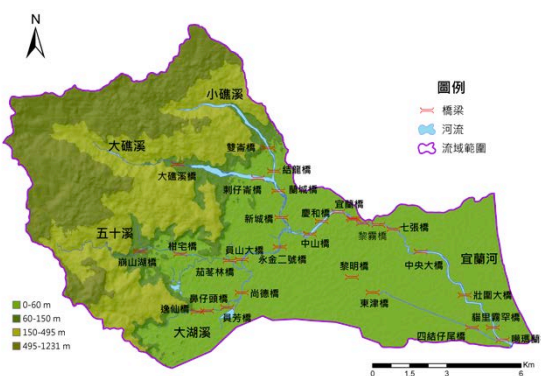 N
小礁溪
圖例
橋梁
河流
流域範圍
大礁溪
雙崙橋
結龍橋
大礁溪橋
剌仔崙橋
蘭城橋
新城橋
慶和橋
宜蘭橋
黎霧橋
七張橋
中山橋
五十溪
柑宅橋
員山大橋
永金二號橋
中央大橋
宜蘭河
茄苳林橋
黎明橋
尚德橋
東津橋
壯圍大橋
鼻仔頭橋
逸仙橋
員芳橋
貓里霧罕橋
大湖溪
四結仔尾橋
噶瑪蘭
0-60 m
60-150 m
150-495 m
495-1231 m
Km
0 1.5 3 6